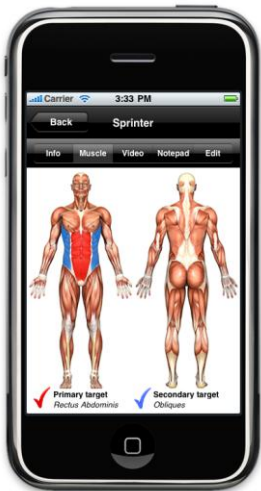 Carrier 3:33 PM
Back Sprinter
Info Muscle Video Notepad Edit
Primary target Secondary target
Rectus Abdominis Obliques